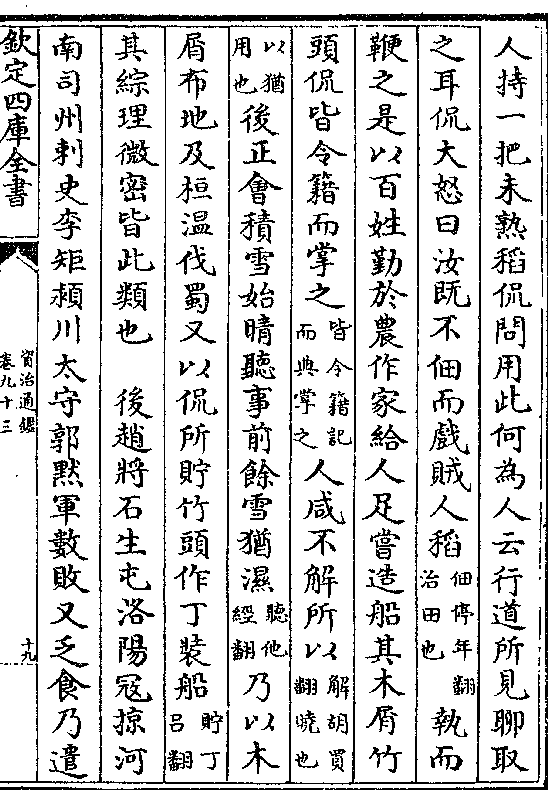 人持一把未熟稻侃問用此何為人云行道所見聊取
之耳侃大怒曰汝既不佃而戲賊人稻佃停年翻治田也執而
鞭之是以百姓勤於農作家給人足嘗造船其木屑竹
頭侃皆令籍而掌之皆令籍記而典掌之人咸不解所以解胡買翻曉也
以猶用也後正會積雪始晴聽事前餘雪猶濕聽他經翻乃以木
屑布地及桓溫伐蜀又以侃所貯竹頭作丁裝船貯丁呂翻
其綜理微密皆此類也　後趙將石生屯洛陽寇掠河
南司州刺史李矩潁川太守郭默軍數敗又乏食乃遣
欽定四庫全書
資治通鑑
卷九十三
十九